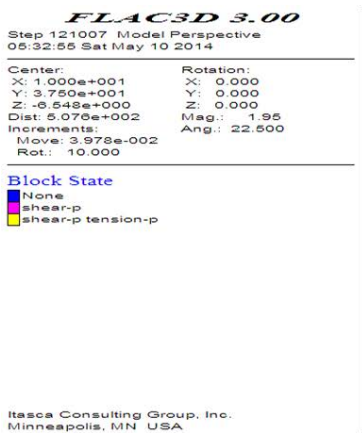 FLAC3D 3.00
Step 121007  Model Perspective
05:32:55 Sat May 10 2014
Center:  Rotation:
X: 1.000e+001  X: 0.000
Y: 3.750e+001  Y: 0.000
Z: -6.548e+000  Z: 0.000
Dist: 5.076e+002  Mag.: 1.95
Increments:  Ang.: 22.500
Move: 3.978e-002
Rot.: 10.000
Block State
None
shear-p
shear-p tension-p
Itasca Consulting Group, Inc.
Minneapolis, MN  USA